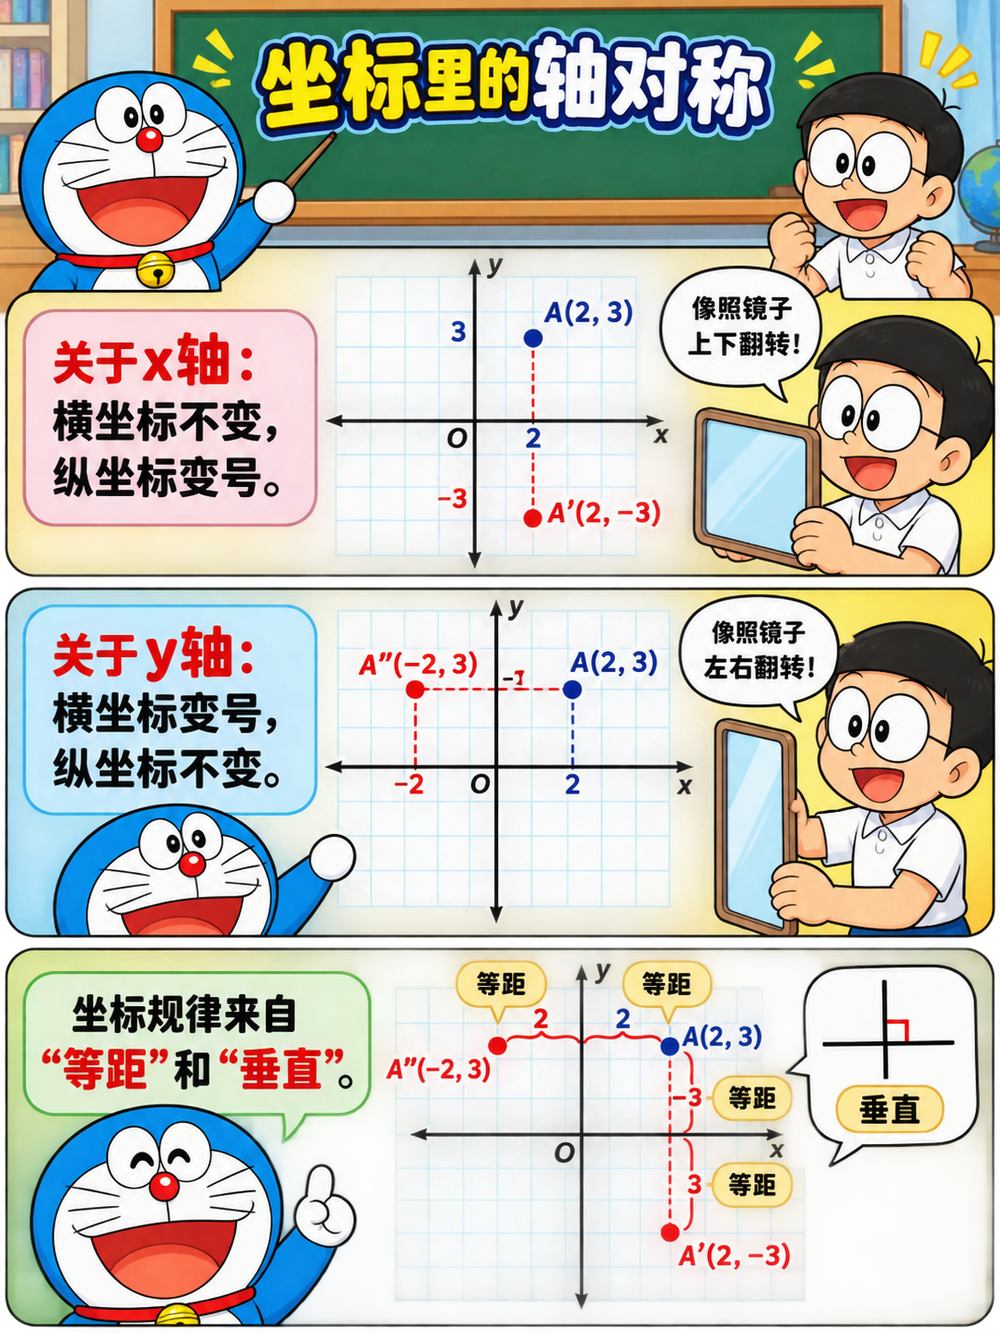 坐标里的轴对称
关于x轴：
横坐标不变，
纵坐标变号。
y
3
A(2, 3)
O
2
x
-3
A′(2, -3)
像照镜子
上下翻转！
关于y轴：
横坐标变号，
纵坐标不变。
y
A″(-2, 3)
A(2, 3)
-2
O
2
x
像照镜子
左右翻转！
坐标规律来自
“等距”和“垂直”。
y
等距
等距
2
2
A(2, 3)
A″(-2, 3)
-3
等距
O
x
3
等距
A′(2, -3)
垂直